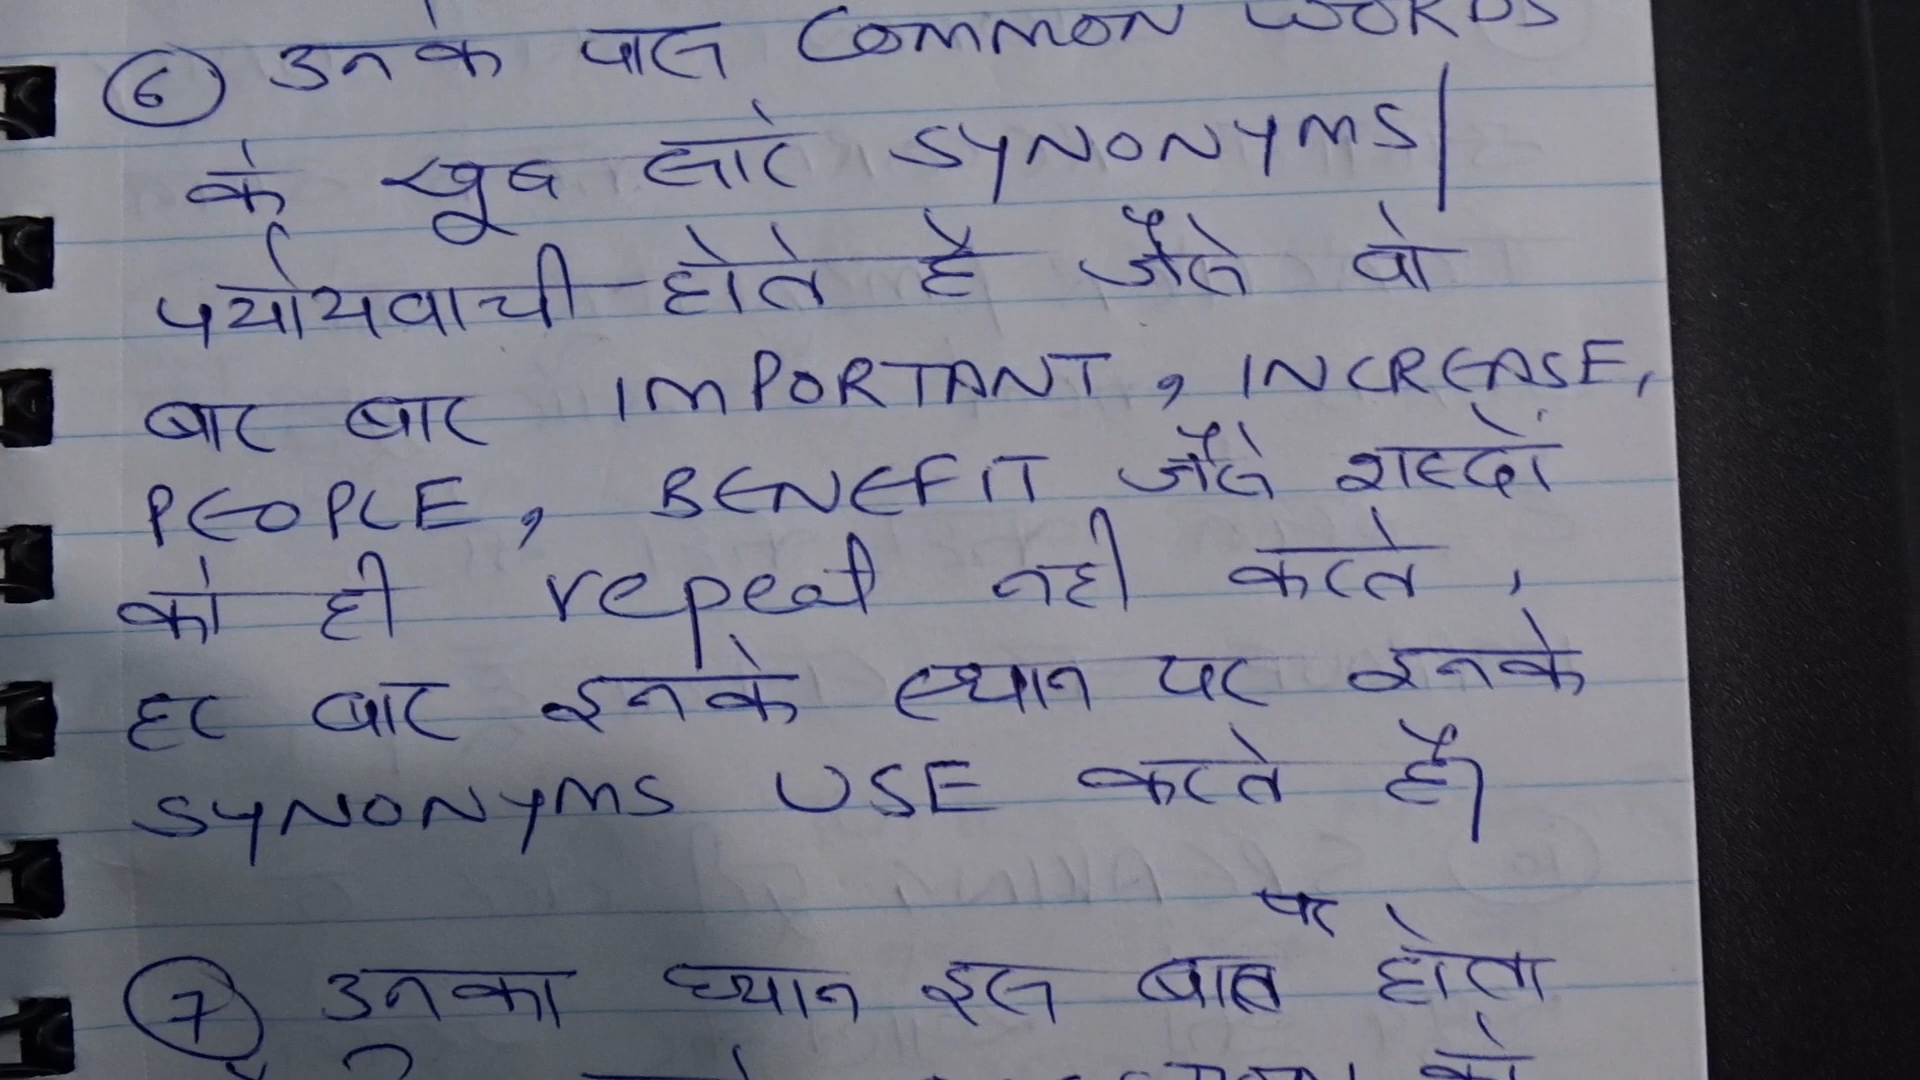 ⑥ उनके पास COMMON WORDS
के खूब सारे SYNONYMS/
पर्यायवाची होते है जैसे वो
बार बार IMPORTANT, INCREASE,
PEOPLE, BENEFIT जैसे शब्दों
को ही repeat नही करते,
हर बार इनके स्थान पर इनके
SYNONYMS USE करते है।
⑦ उनका ध्यान इस बात पर होता